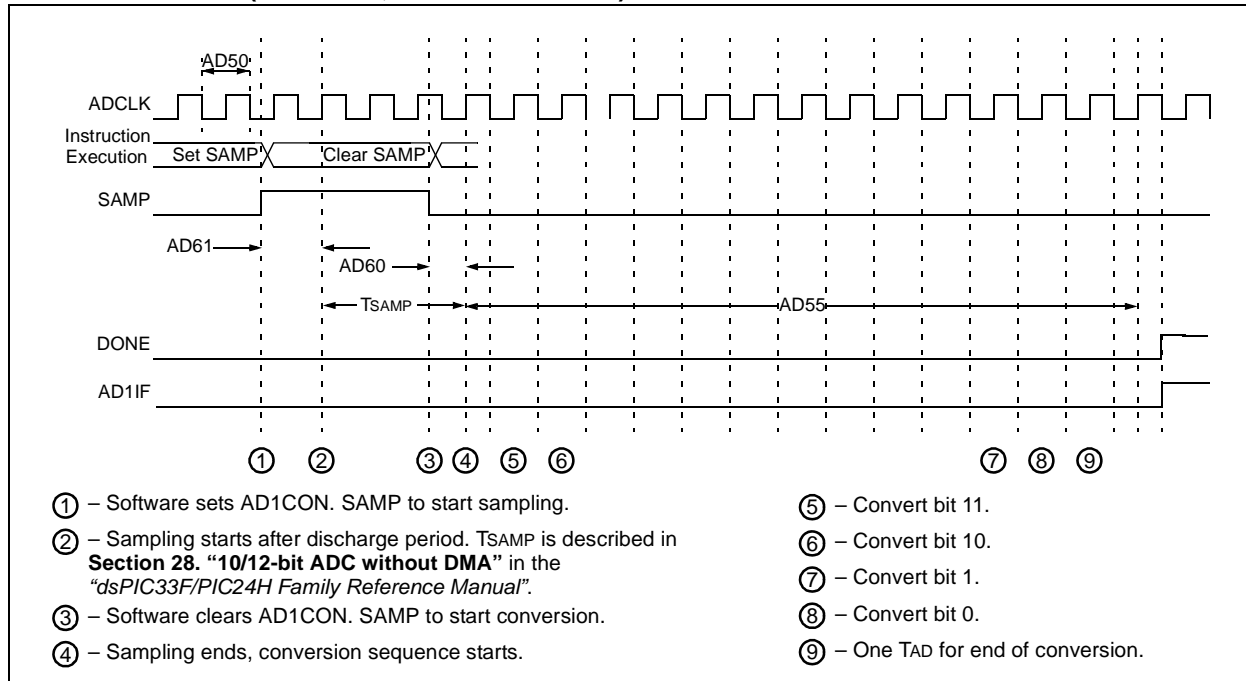 AD50
ADCLK
Instruction
Execution
Set SAMP
Clear SAMP
SAMP
AD61
AD60
TSAMP
AD55
DONE
AD1IF
1 2 3 4 5 6 7 8 9
1 – Software sets AD1CON. SAMP to start sampling.
2 – Sampling starts after discharge period. TSAMP is described in
Section 28. “10/12-bit ADC without DMA” in the
“dsPIC33F/PIC24H Family Reference Manual”.
3 – Software clears AD1CON. SAMP to start conversion.
4 – Sampling ends, conversion sequence starts.
5 – Convert bit 11.
6 – Convert bit 10.
7 – Convert bit 1.
8 – Convert bit 0.
9 – One TAD for end of conversion.